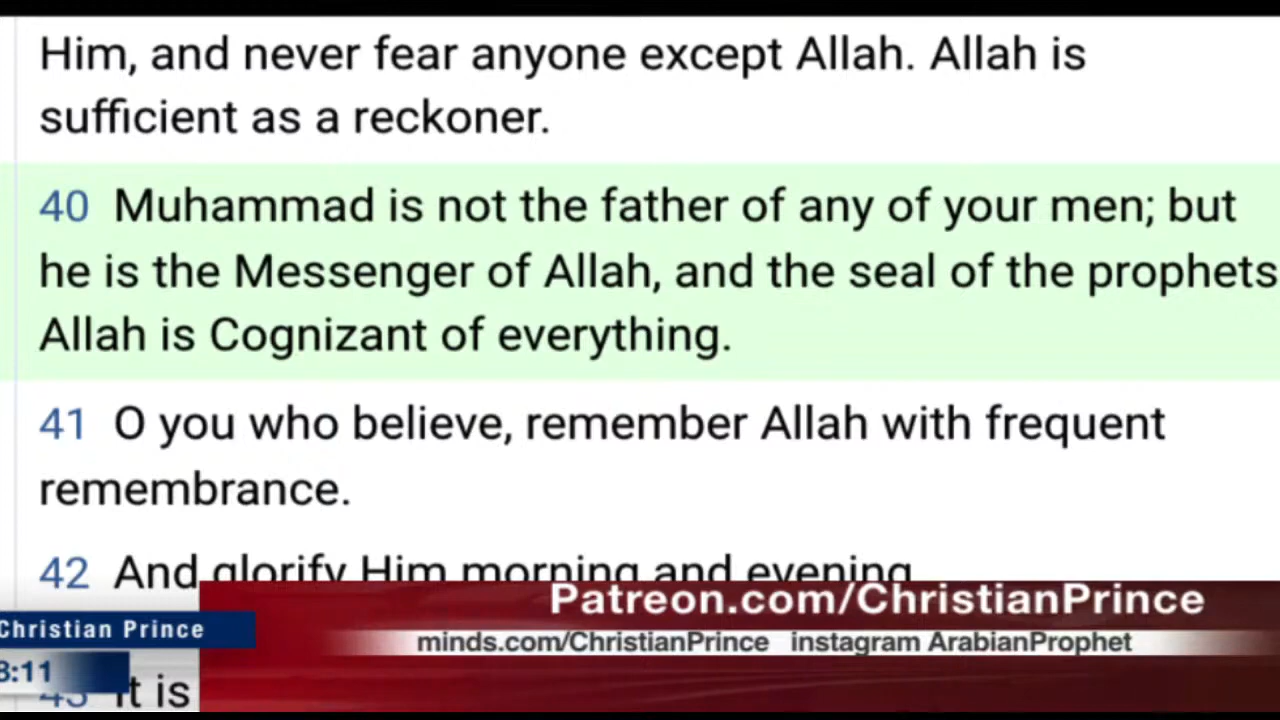 Him, and never fear anyone except Allah. Allah is
sufficient as a reckoner.
40 Muhammad is not the father of any of your men; but
he is the Messenger of Allah, and the seal of the prophets
Allah is Cognizant of everything.
41 O you who believe, remember Allah with frequent
remembrance.
42 And glorify Him morning and evening
Patreon.com/ChristianPrince
Christian Prince
minds.com/ChristianPrince instagram ArabianProphet
8:11
43 It is